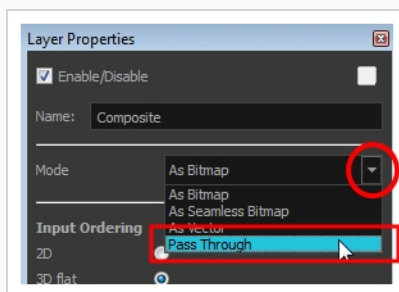 Layer Properties
Enable/Disable
Name: Composite
Mode As Bitmap
As Bitmap
As Seamless Bitmap
As Vector
Pass Through
Input Ordering
2D
3D flat